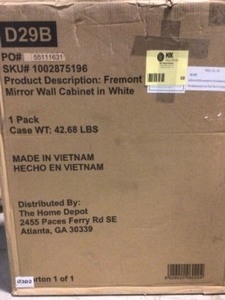 D29B
PO# 55111631
SKU# 1002875196
Product Description: Fremont
Mirror Wall Cabinet in White
1 Pack
Case WT: 42.68 LBS
MADE IN VIETNAM
HECHO EN VIETNAM
Distributed By:
The Home Depot
2455 Paces Ferry Rd SE
Atlanta, GA 30339
arton 1 of 1